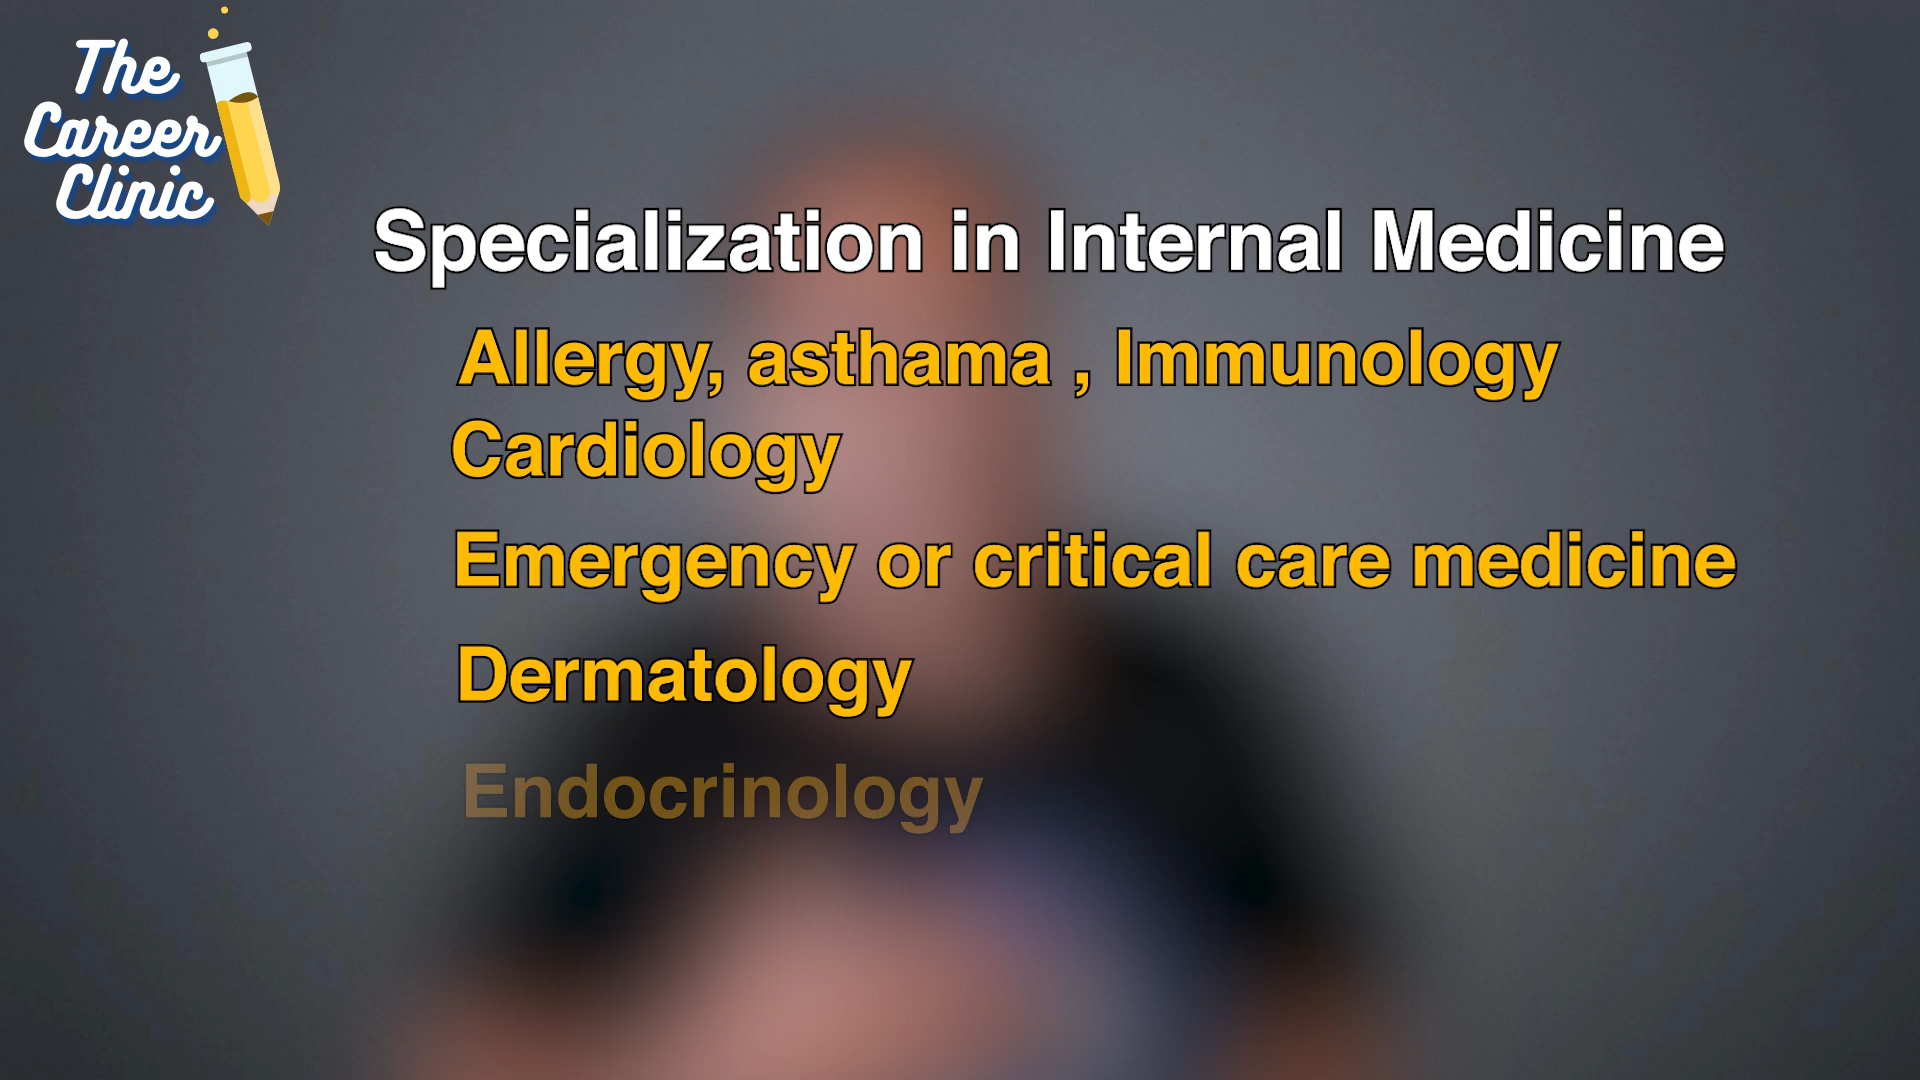 The
Career
Clinic
Specialization in Internal Medicine
Allergy, asthama , Immunology
Cardiology
Emergency or critical care medicine
Dermatology
Endocrinology